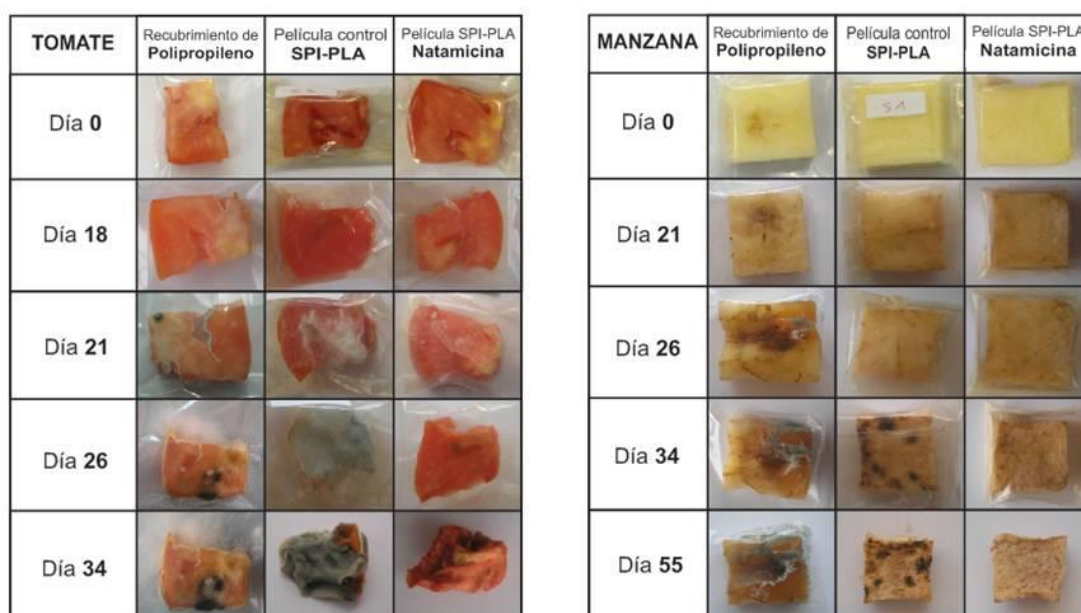 TOMATE
Recubrimiento de
Polipropileno
Película control
SPI-PLA
Película SPI-PLA
Natamicina
Día 0
Día 18
Día 21
Día 26
Día 34
MANZANA
Recubrimiento de
Polipropileno
Película control
SPI-PLA
Película SPI-PLA
Natamicina
Día 0
Día 21
Día 26
Día 34
Día 55